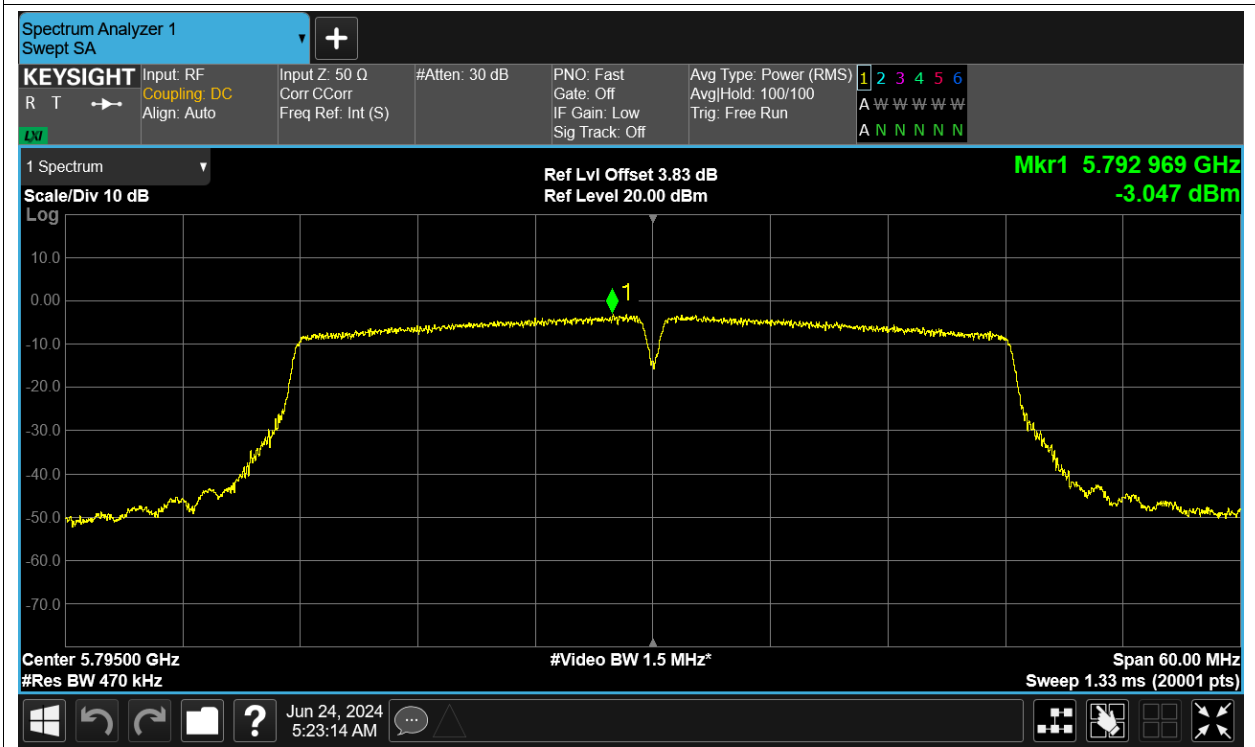 Spectrum Analyzer 1
Swept SA
KEYSIGHT
R T
LXI
Input: RF
Coupling: DC
Align: Auto
Input Z: 50 Ω
Corr CCorr
Freq Ref: Int (S)
#Atten: 30 dB
PNO: Fast
Gate: Off
IF Gain: Low
Sig Track: Off
Avg Type: Power (RMS)
Avg|Hold: 100/100
Trig: Free Run
1 2 3 4 5 6
A W W W W W
A N N N N N
1 Spectrum
Scale/Div 10 dB
Log
Ref Lvl Offset 3.83 dB
Ref Level 20.00 dBm
Mkr1 5.792 969 GHz
-3.047 dBm
10.0
0.00
1
-10.0
-20.0
-30.0
-40.0
-50.0
-60.0
-70.0
Center 5.79500 GHz
#Res BW 470 kHz
#Video BW 1.5 MHz*
Span 60.00 MHz
Sweep 1.33 ms (20001 pts)
?
Jun 24, 2024
5:23:14 AM